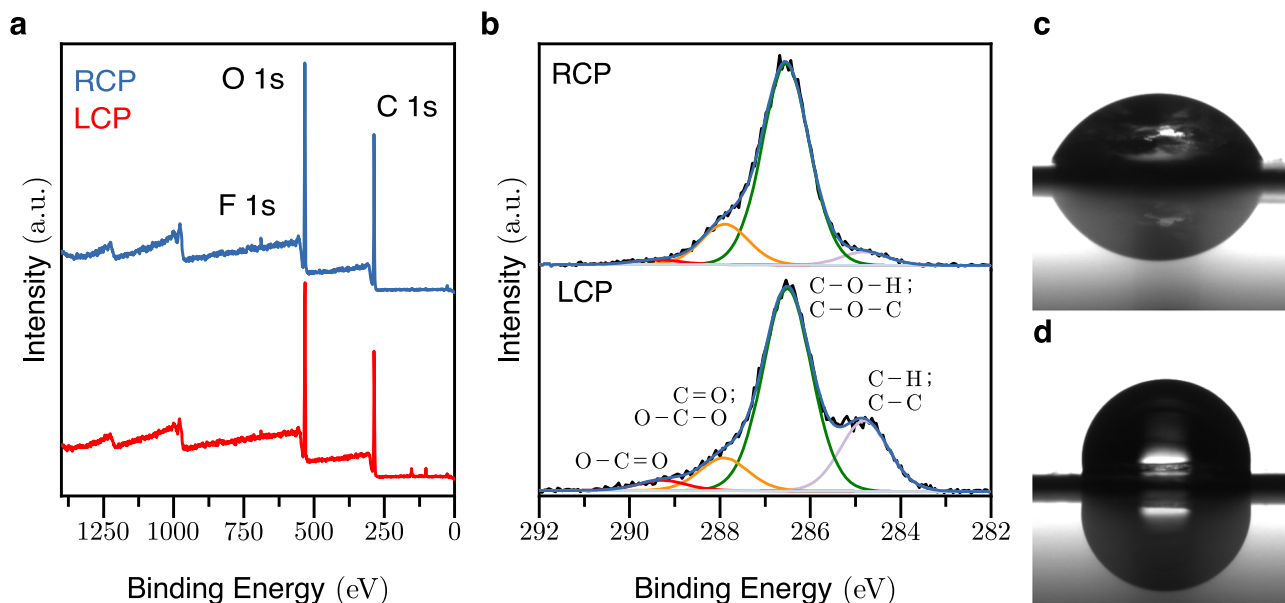 a
RCP
LCP
O 1s
C 1s
F 1s
Intensity (a.u.)
1250 1000 750 500 250 0
Binding Energy (eV)
b
RCP
LCP
C−O−H;
C−O−C
C−H;
C−C
C=O;
O−C−O
O−C=O
Intensity (a.u.)
292 290 288 286 284 282
Binding Energy (eV)
c
d